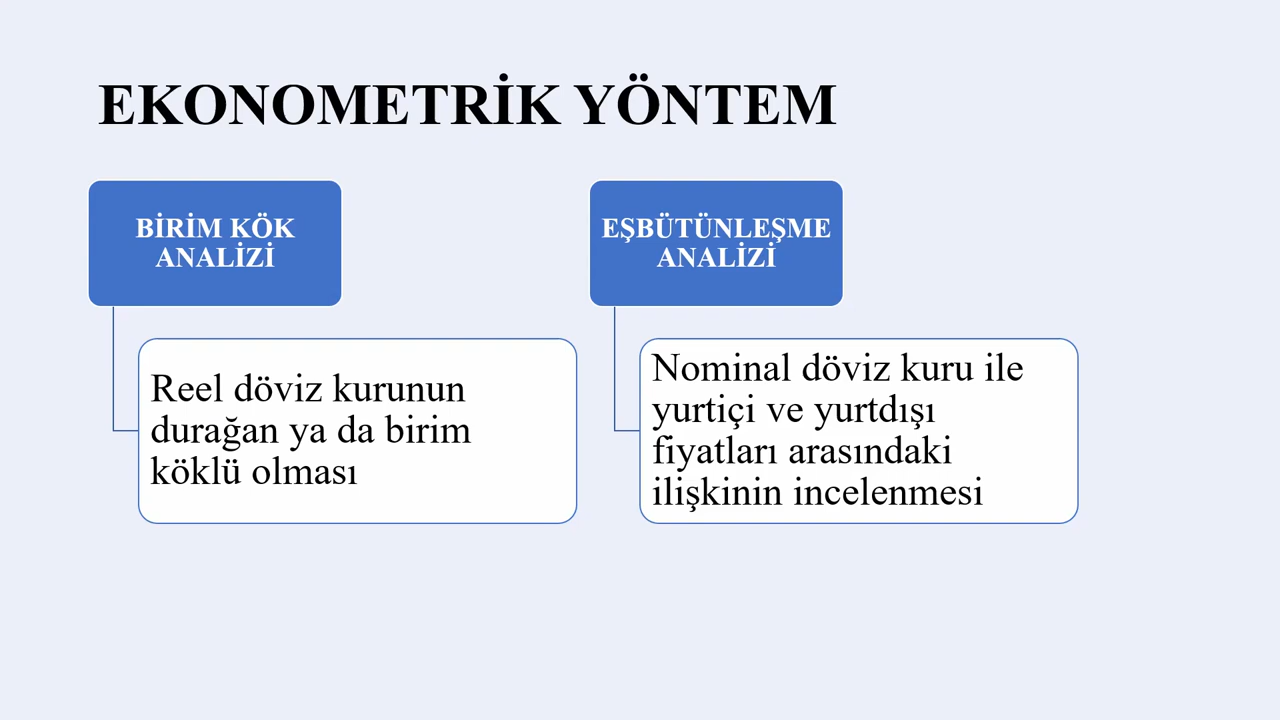 EKONOMETRİK YÖNTEM
BİRİM KÖK
ANALİZİ
Reel döviz kurunun
durağan ya da birim
köklü olması
EŞBÜTÜNLEŞME
ANALİZİ
Nominal döviz kuru ile
yurtiçi ve yurtdışı
fiyatları arasındaki
ilişkinin incelenmesi